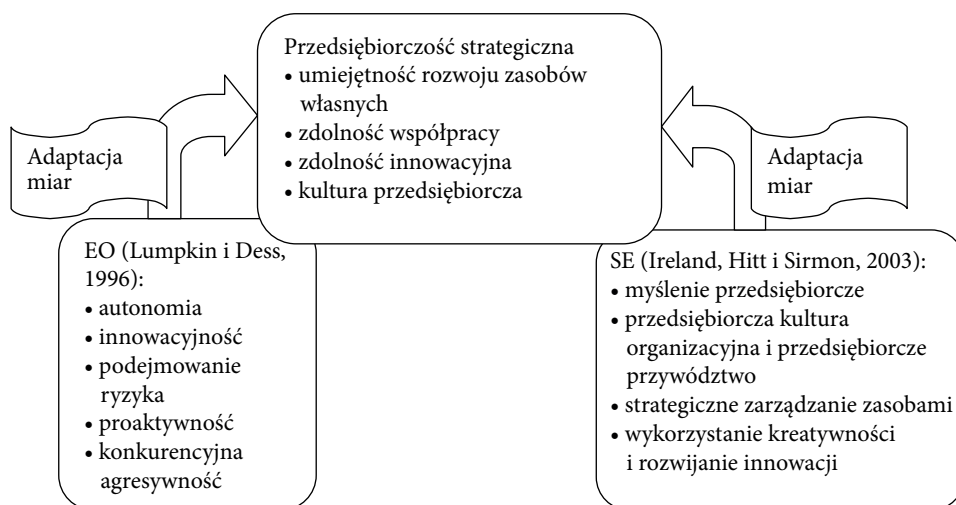 Przedsiębiorczość strategiczna
• umiejętność rozwoju zasobów
własnych
• zdolność współpracy
• zdolność innowacyjna
• kultura przedsiębiorcza
Adaptacja
miar
Adaptacja
miar
EO (Lumpkin i Dess,
1996):
• autonomia
• innowacyjność
• podejmowanie
ryzyka
• proaktywność
• konkurencyjna
agresywność
SE (Ireland, Hitt i Sirmon, 2003):
• myślenie przedsiębiorcze
• przedsiębiorcza kultura
organizacyjna i przedsiębiorcze
przywództwo
• strategiczne zarządzanie zasobami
• wykorzystanie kreatywności
i rozwijanie innowacji